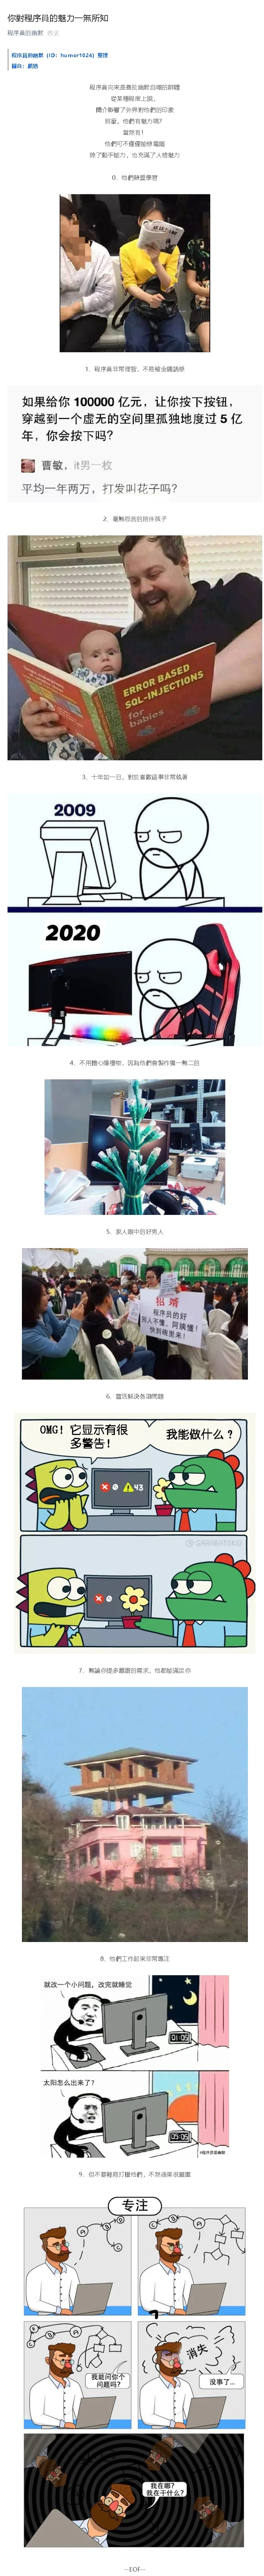 你對程序員的魅力一無所知
程序員的幽默 昨天
程序員的幽默（ID：humor1024）整理
程序員向來是善於幽默自嘲的群體
從某種程度上說，
間介影響了外界對他們的印象
那麼，他們有魅力嗎？
當然有！
他們可不僅僅能修電腦
除了動手能力，也充滿了人格魅力
0、他們熱愛學習
1、程序員非常理智，不陷被金錢誘惑
如果给你 100000 亿元，让你按下按钮，
穿越到一个虚无的空间里孤独地度过 5 亿
年，你会按下吗？
曹敏，it男一枚
平均一年两万，打发叫花子吗？
2、毫無怨言的陪伴孩子
ERROR BASED
SQL-INJECTIONS
for
babies
3、十年如一日，對於喜歡這事非常執著
2009
2020
4、不用擔心懂禮物，因為他們會製作獨一無二的
5、家人眼中的好男人
招婿
程序员的好
别人不懂，阿姨懂！
快到碗里来！
6、靈活解決各項問題
OMG！它显示有很
多警告！
我能做什么？
0
43
GARABATOKID
0
7、無論你提多離譜的需求，他都能滿足你
8、他們工作起來非常專注
就改一个小问题，改完就睡觉
01:05
太阳怎么出来了？
05:05
9、但不要輕易打擾他們，不然後果很嚴重
专注
我能问你个
问题吗？
消失
没事了...
我在哪？
我在干什么？
--EOF--